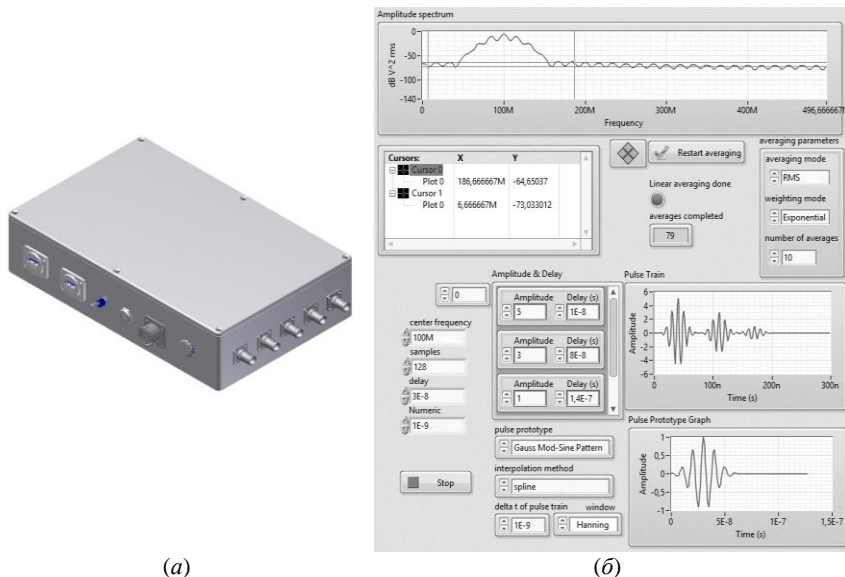 Amplitude spectrum
dB V^2 rms
0-
-50-
-100-
-140-
0 100M 200M 300M 400M 496,666667M
Frequency
Cursors: X Y
Cursor 0
Plot 0 186,666667M -64,65037
Cursor 1
Plot 0 6,666667M -73,033012
Restart averaging
Linear averaging done
averages completed
79
averaging parameters
averaging mode
RMS
weighting mode
Exponential
number of averages
10
0
center frequency
100M
samples
128
delay
3E-8
Numeric
1E-9
Stop
Amplitude & Delay
Amplitude Delay (s)
5 1E-8
Amplitude Delay (s)
3 8E-8
Amplitude Delay (s)
1 1,4E-7
pulse prototype
Gauss Mod-Sine Pattern
interpolation method
spline
delta t of pulse train window
1E-9 Hanning
Pulse Train
Amplitude
6-
4-
2-
0-
-2-
-4-
-6-
0 100n 200n 300n
Time (s)
Pulse Prototype Graph
Amplitude
1-
0,5-
0-
-0,5-
-1-
0 5E-8 1E-7 1,5E-7
Time (s)
(а) (б)